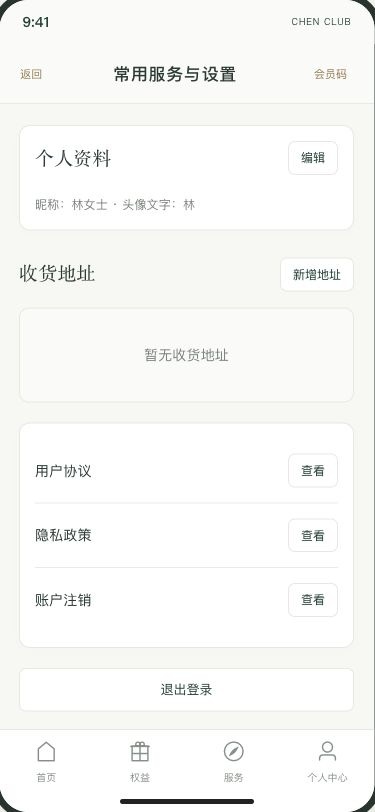 9:41 CHEN CLUB
返回 常用服务与设置 会员码
个人资料 编辑
昵称：林女士 · 头像文字：林
收货地址 新增地址
暂无收货地址
用户协议 查看
隐私政策 查看
账户注销 查看
退出登录
首页 权益 服务 个人中心